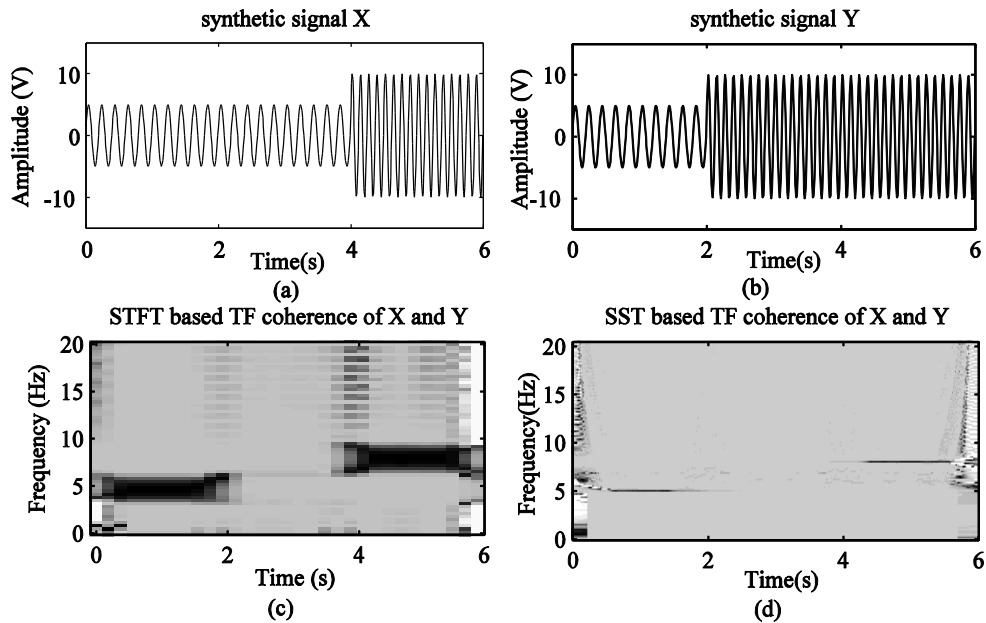 synthetic signal X
Amplitude (V)
10
0
-10
0 2 4 6
Time(s)
(a)
synthetic signal Y
Amplitude (V)
10
0
-10
0 2 4 6
Time(s)
(b)
STFT based TF coherence of X and Y
Frequency (Hz)
20
15
10
5
0
0 2 4 6
Time (s)
(c)
SST based TF coherence of X and Y
Frequency(Hz)
20
15
10
5
0
0 2 4 6
Time(s)
(d)